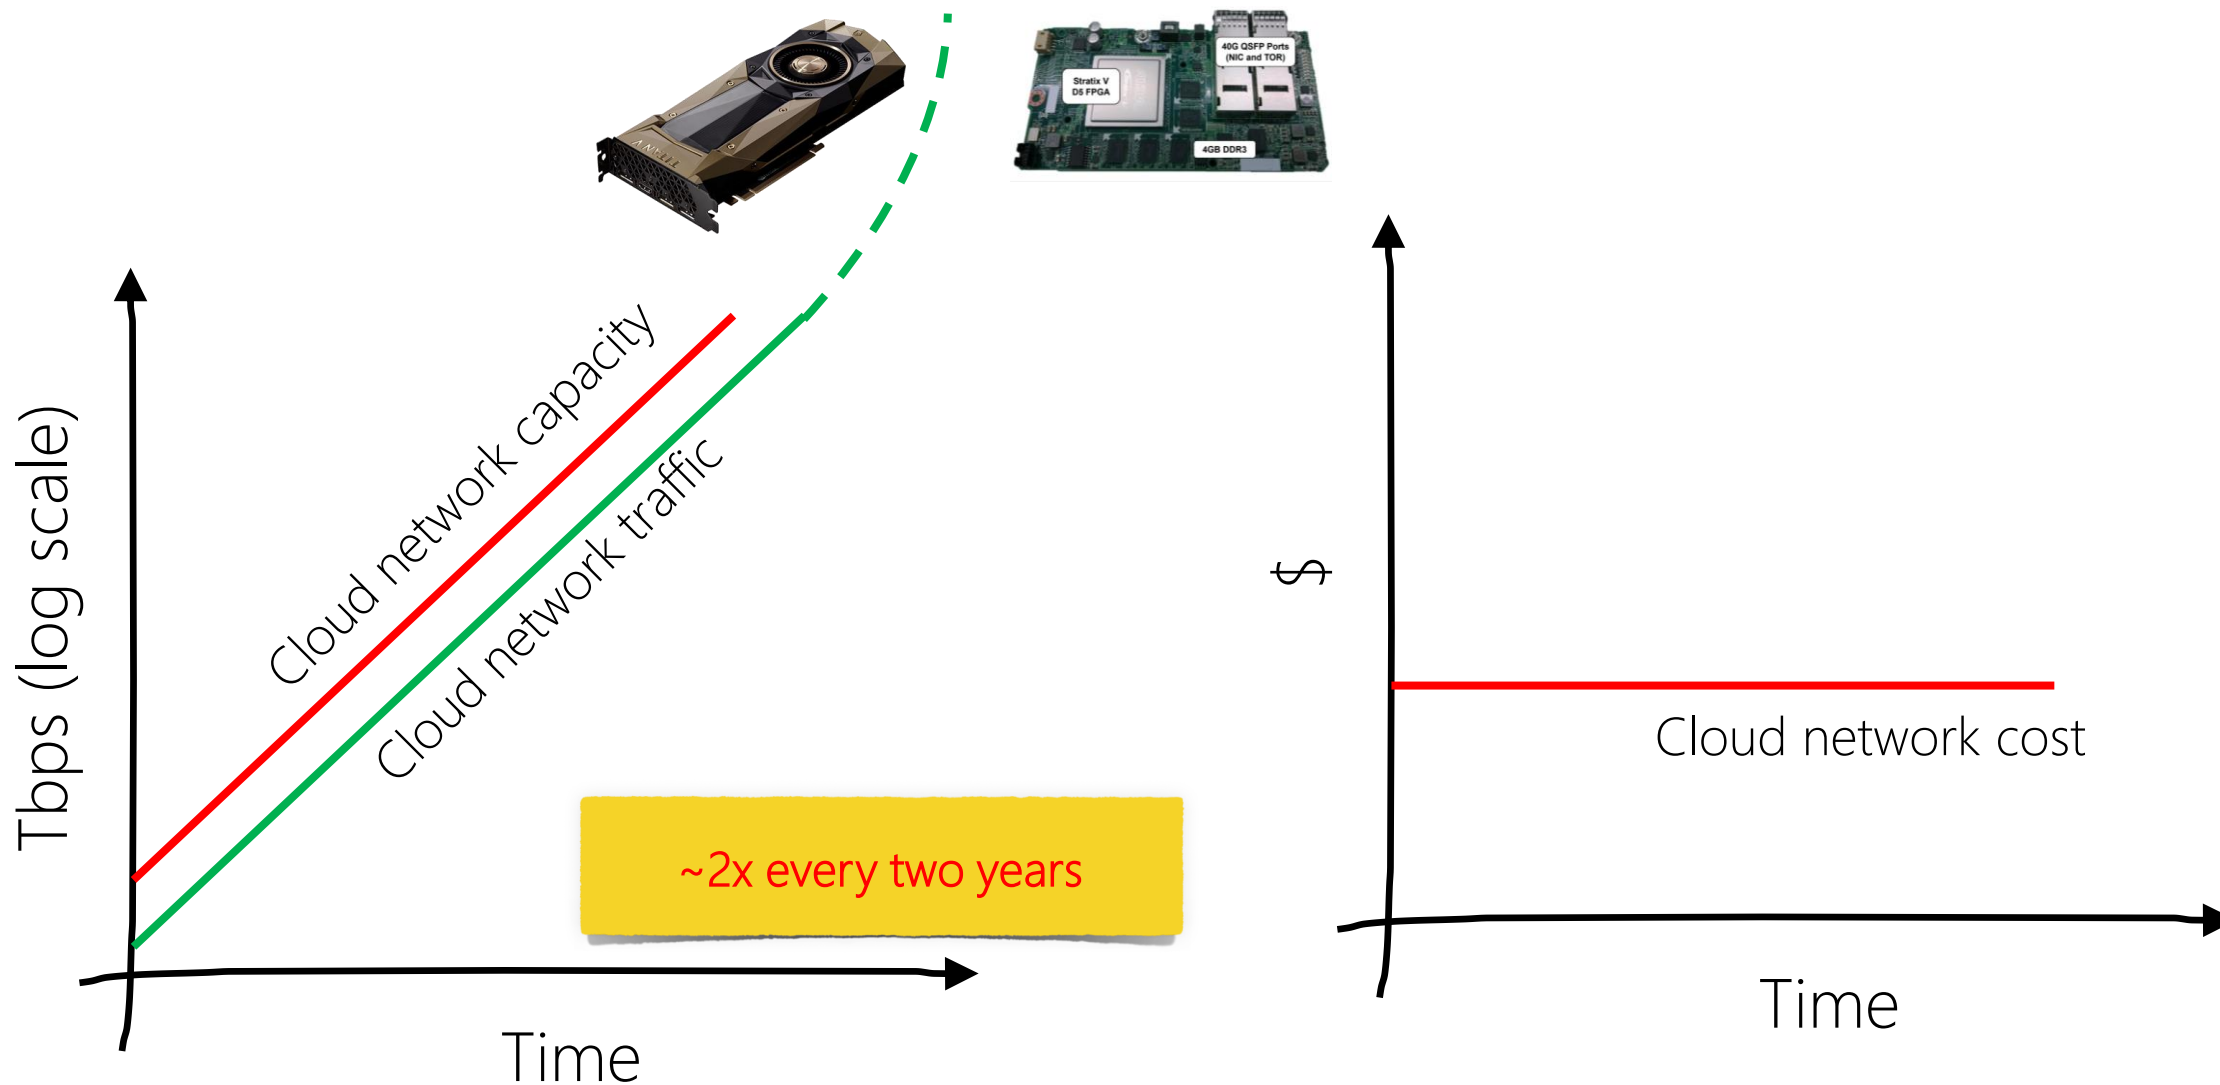 TITAN V
Stratix V
D5 FPGA
40G QSFP Ports
(NIC and TOR)
4GB DDR3
Tbps (log scale)
Cloud network capacity
Cloud network traffic
~2x every two years
Time
$
Cloud network cost
Time